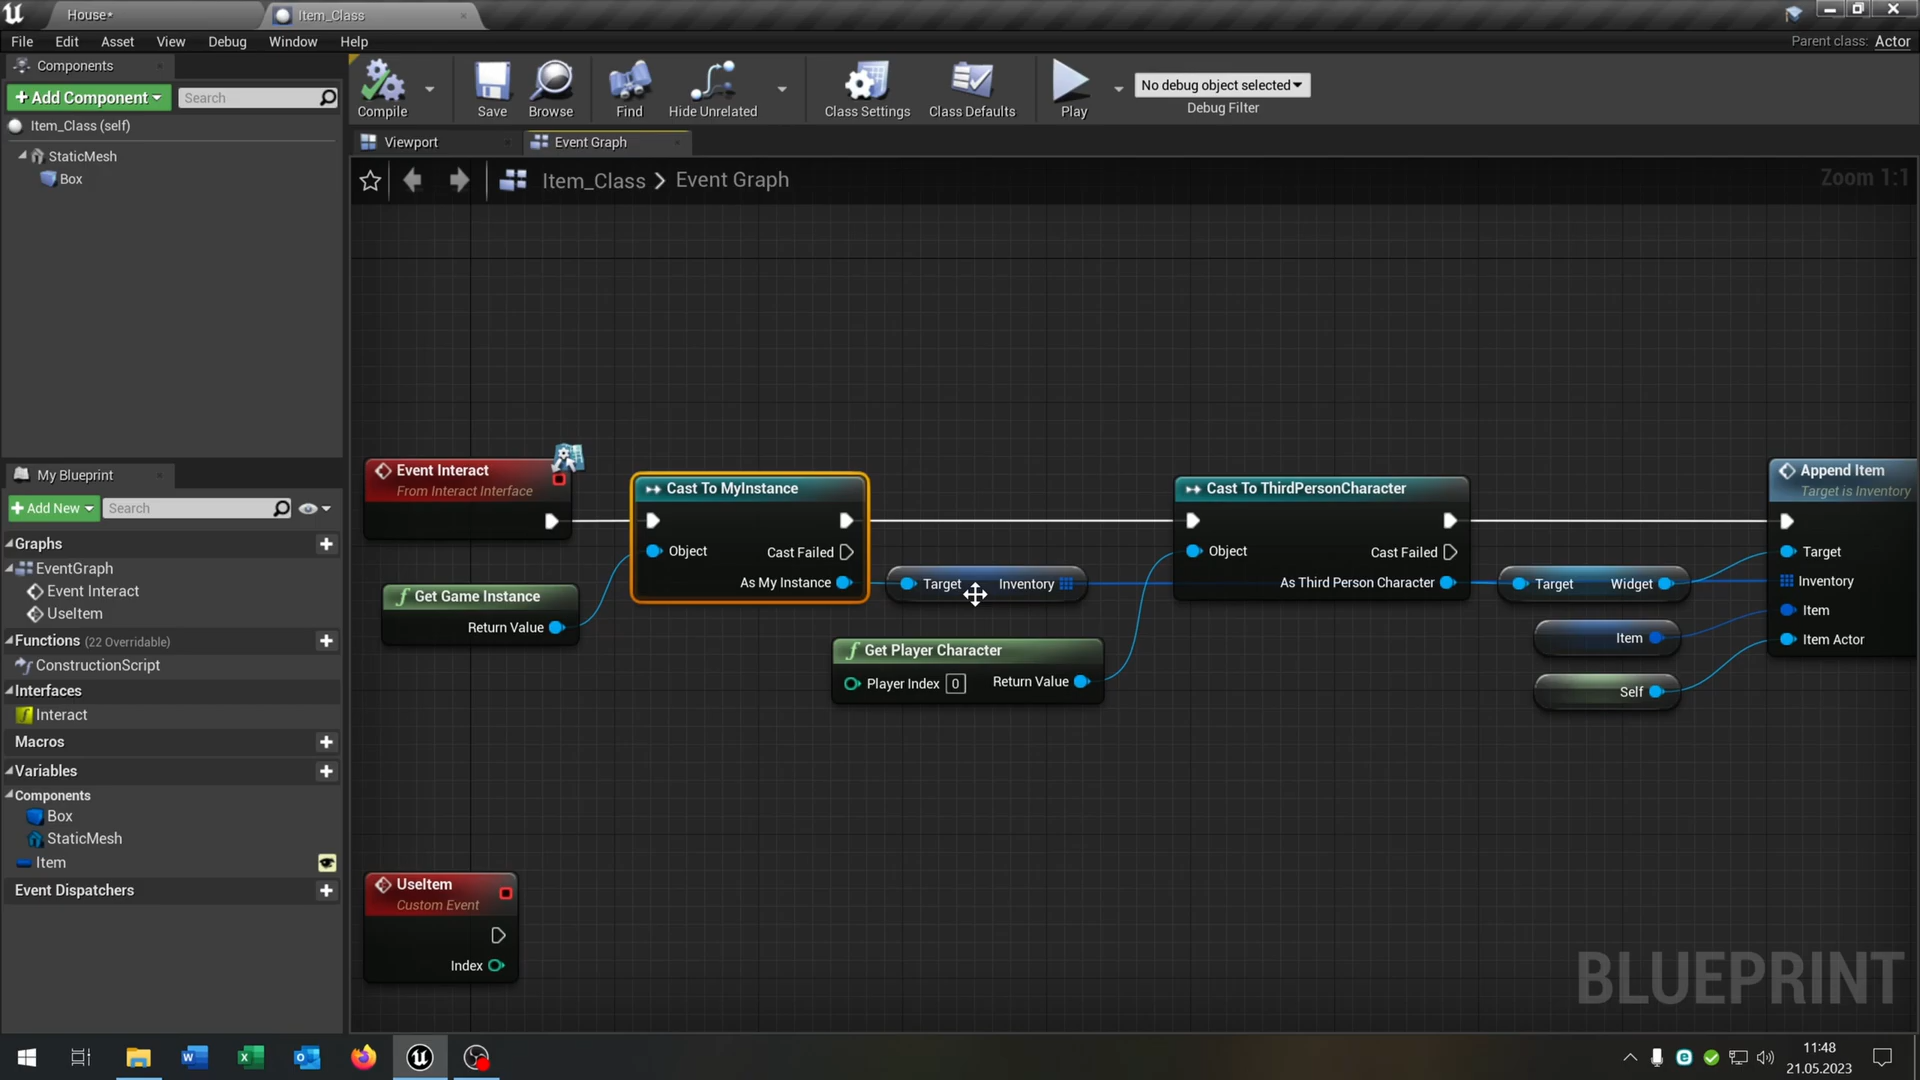 House*
Item_Class
File Edit Asset View Debug Window Help
Parent class: Actor
Components
+Add Component
Search
Item_Class (self)
StaticMesh
Box
Compile
Save
Browse
Find
Hide Unrelated
Class Settings
Class Defaults
Play
No debug object selected
Debug Filter
Viewport
Event Graph
Item_Class > Event Graph
Zoom 1:1
My Blueprint
+Add New
Search
Graphs
EventGraph
Event Interact
UseItem
Functions (22 Overridable)
ConstructionScript
Interfaces
Interact
Macros
Variables
Components
Box
StaticMesh
Item
Event Dispatchers
Event Interact
From Interact Interface
Get Game Instance
Return Value
Cast To MyInstance
Object
Cast Failed
As My Instance
Target Inventory
Get Player Character
Player Index 0 Return Value
Cast To ThirdPersonCharacter
Object
Cast Failed
As Third Person Character
Target Widget
Item
Self
Append Item
Target is Inventory
Target
Inventory
Item
Item Actor
UseItem
Custom Event
Index
BLUEPRINT
11:48
21.05.2023